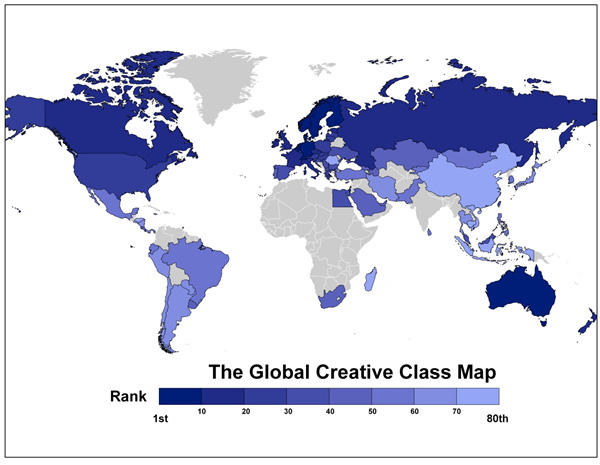 The Global Creative Class Map
Rank
10 20 30 40 50 60 70
1st 80th